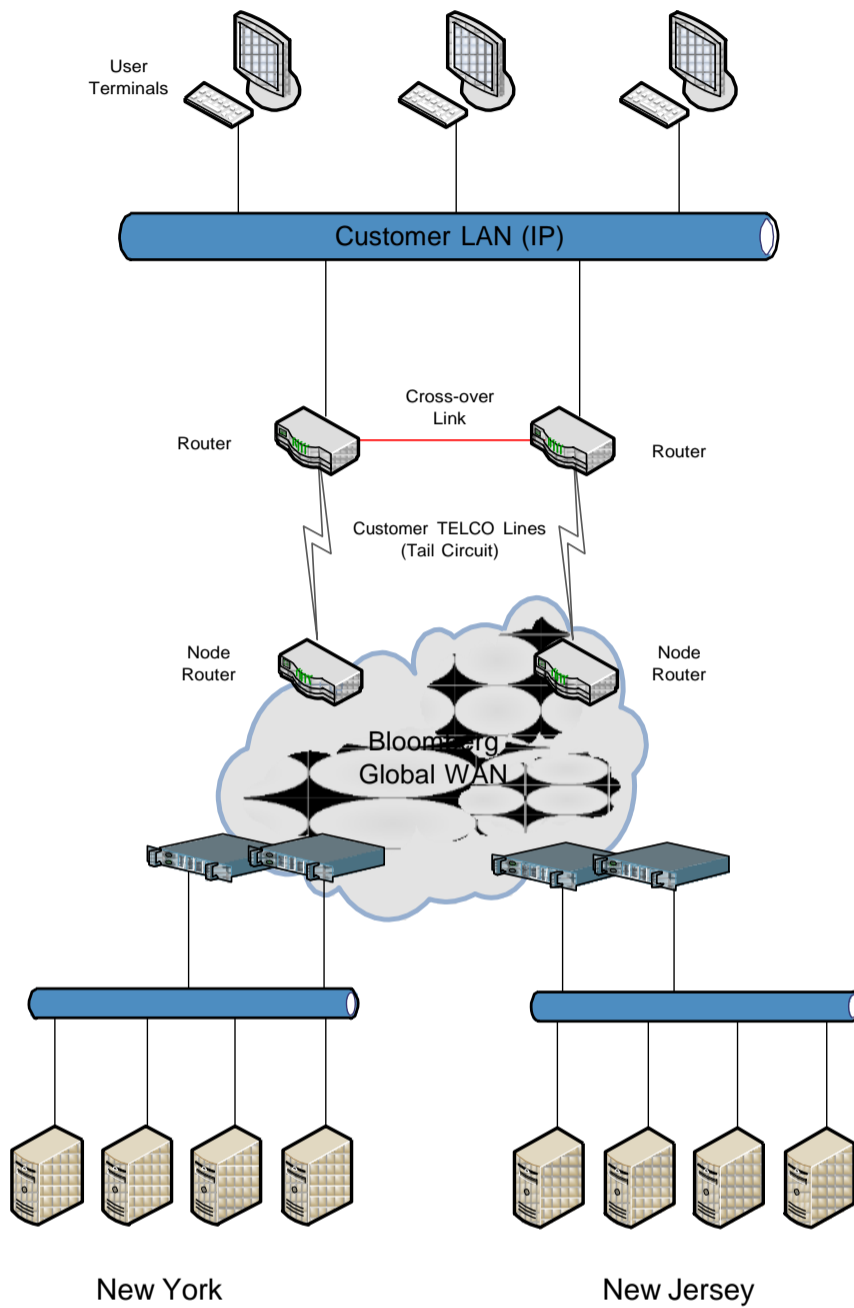 User
Terminals
Customer LAN (IP)
Cross-over
Link
Router
Router
Customer TELCO Lines
(Tail Circuit)
Node
Router
Node
Router
Bloomberg
Global WAN
New York
New Jersey